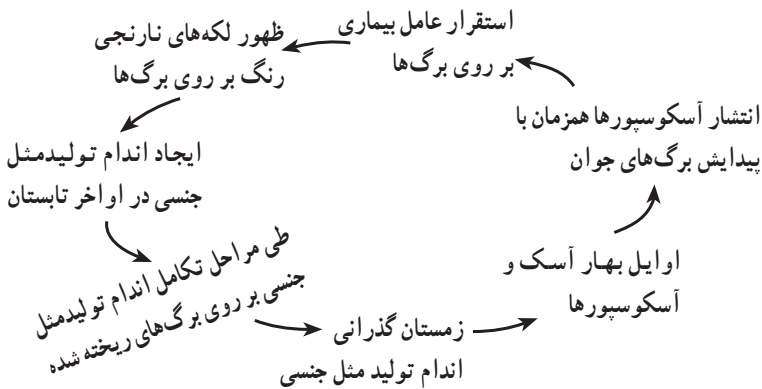 استقرار عامل بیماری
بر روی برگ‌ها
ظهور لکه‌های نارنجی
رنگ بر روی برگ‌ها
ایجاد اندام تولیدمثل
جنسی در اواخر تابستان
طی مراحل تکامل اندام تولیدمثل
جنسی بر روی برگ‌های ریخته شده
زمستان گذرانی
اندام تولید مثل جنسی
اوایل بهار آسک و
آسکوسپورها
انتشار آسکوسپورها همزمان با
پیدایش برگ‌های جوان